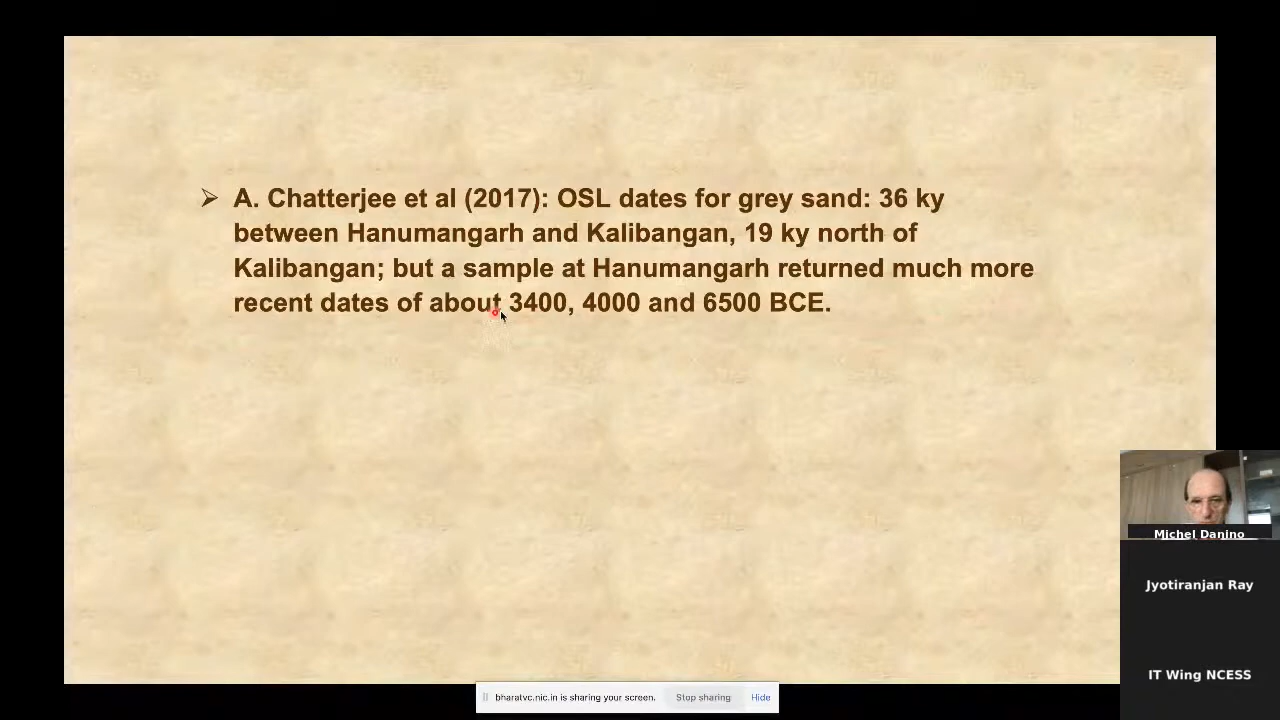 A. Chatterjee et al (2017): OSL dates for grey sand: 36 ky
between Hanumangarh and Kalibangan, 19 ky north of
Kalibangan; but a sample at Hanumangarh returned much more
recent dates of about 3400, 4000 and 6500 BCE.
Michel Danino
Jyotiranjan Ray
IT Wing NCESS
bharatvc.nic.in is sharing your screen. Stop sharing Hide